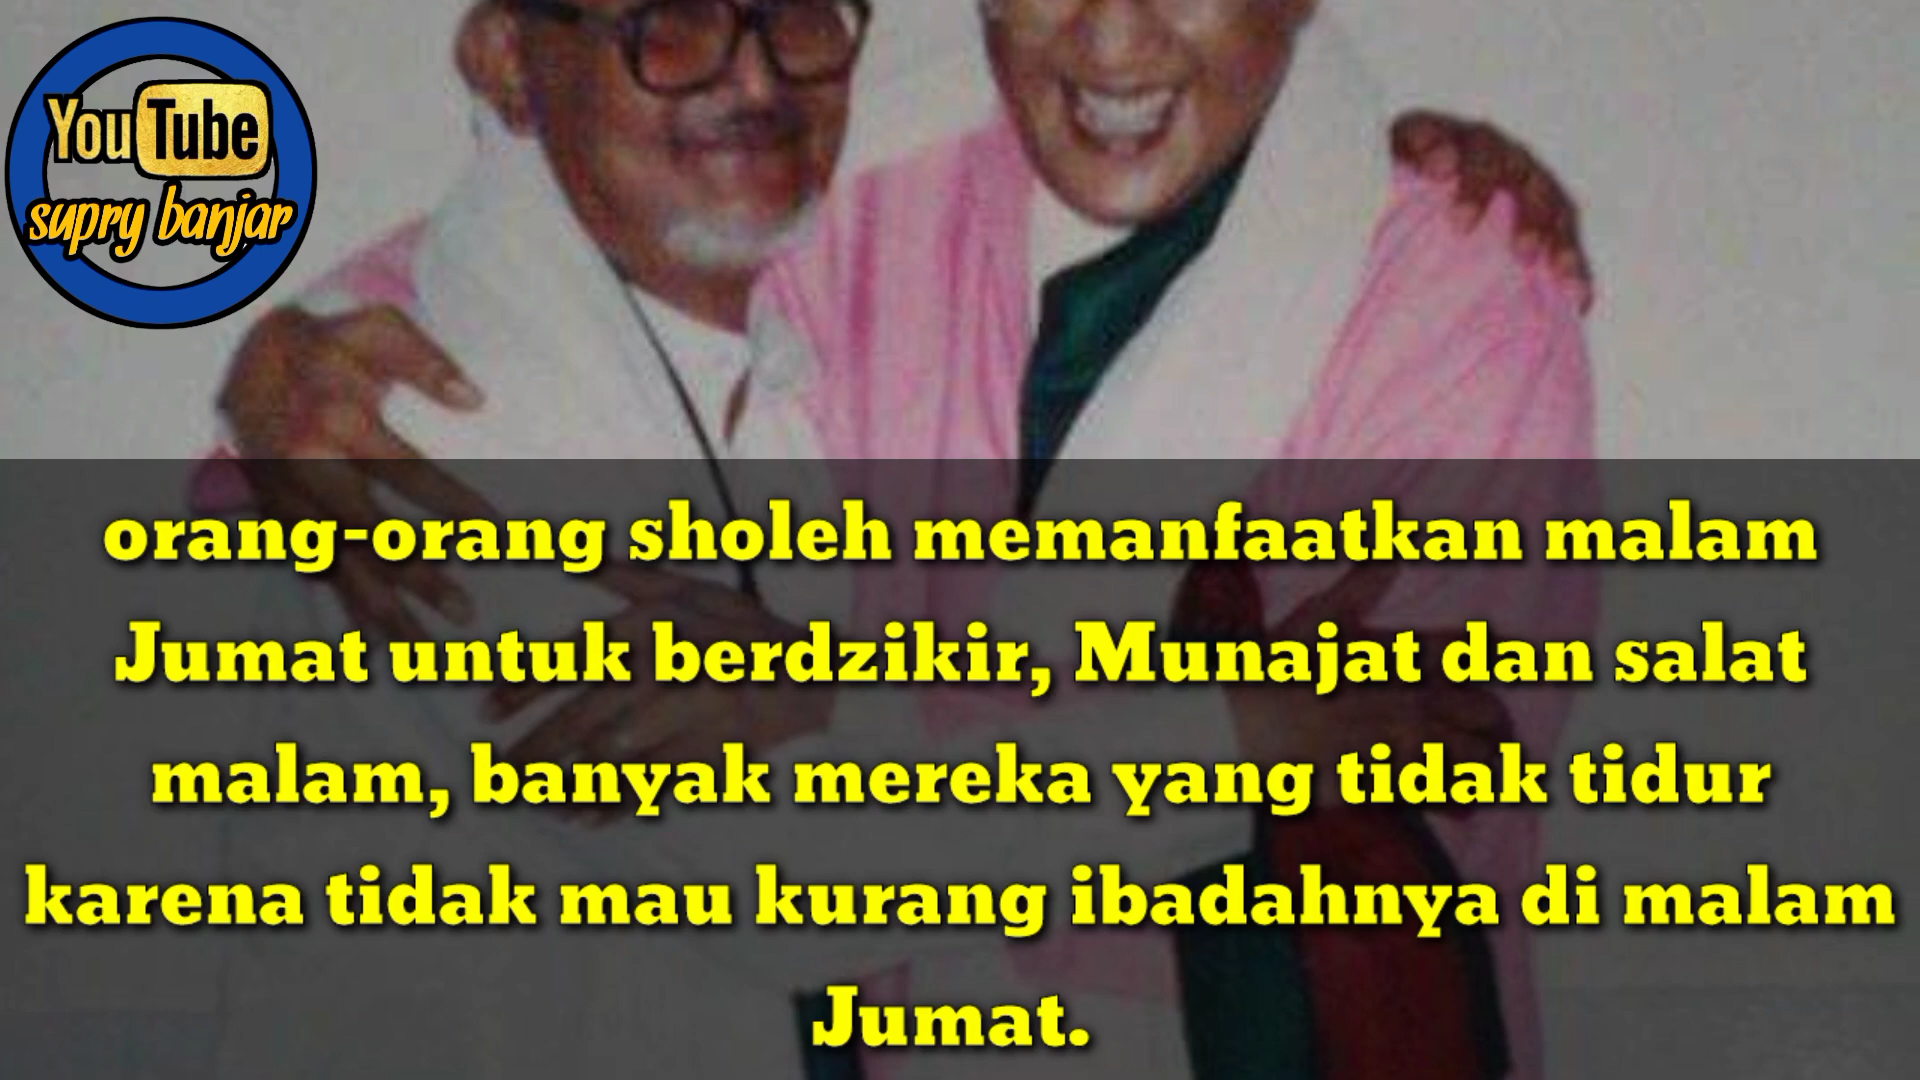 YouTube
supry banjar
orang-orang sholeh memanfaatkan malam
Jumat untuk berdzikir, Munajat dan salat
malam, banyak mereka yang tidak tidur
karena tidak mau kurang ibadahnya di malam
Jumat.